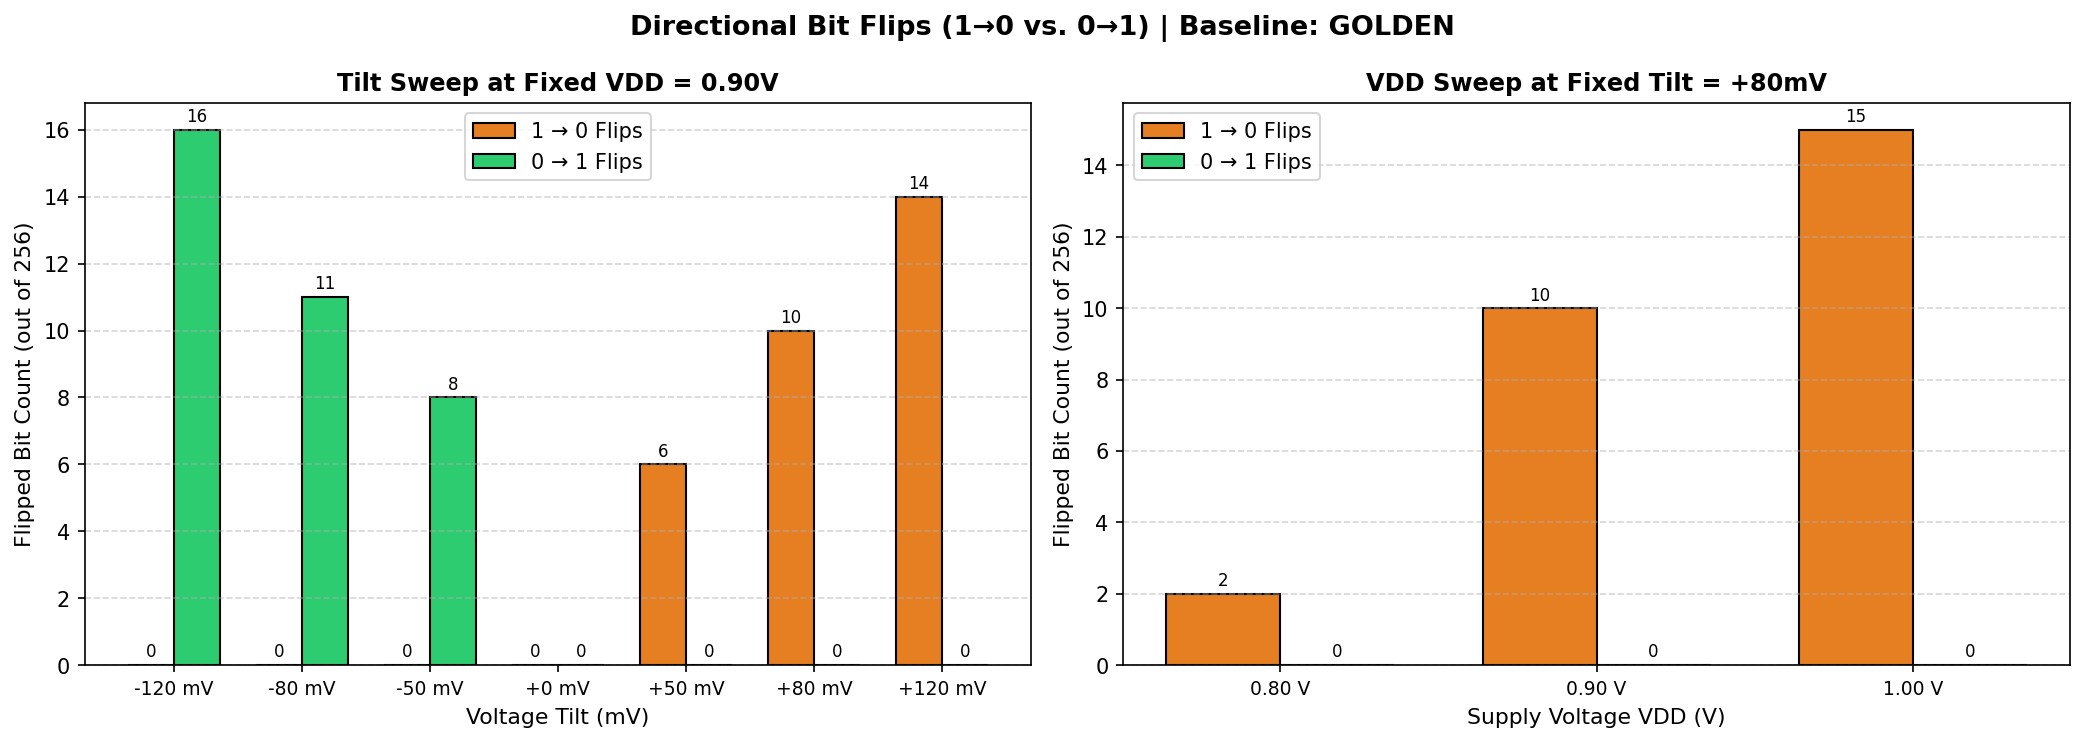 Directional Bit Flips (1→0 vs. 0→1) | Baseline: GOLDEN
Tilt Sweep at Fixed VDD = 0.90V
Flipped Bit Count (out of 256)
16
14
12
10
8
6
4
2
0
1 → 0 Flips
0 → 1 Flips
0
16
0
11
0
8
0
0
6
0
10
0
14
0
-120 mV
-80 mV
-50 mV
+0 mV
+50 mV
+80 mV
+120 mV
Voltage Tilt (mV)
VDD Sweep at Fixed Tilt = +80mV
Flipped Bit Count (out of 256)
14
12
10
8
6
4
2
0
1 → 0 Flips
0 → 1 Flips
2
0
10
0
15
0
0.80 V
0.90 V
1.00 V
Supply Voltage VDD (V)